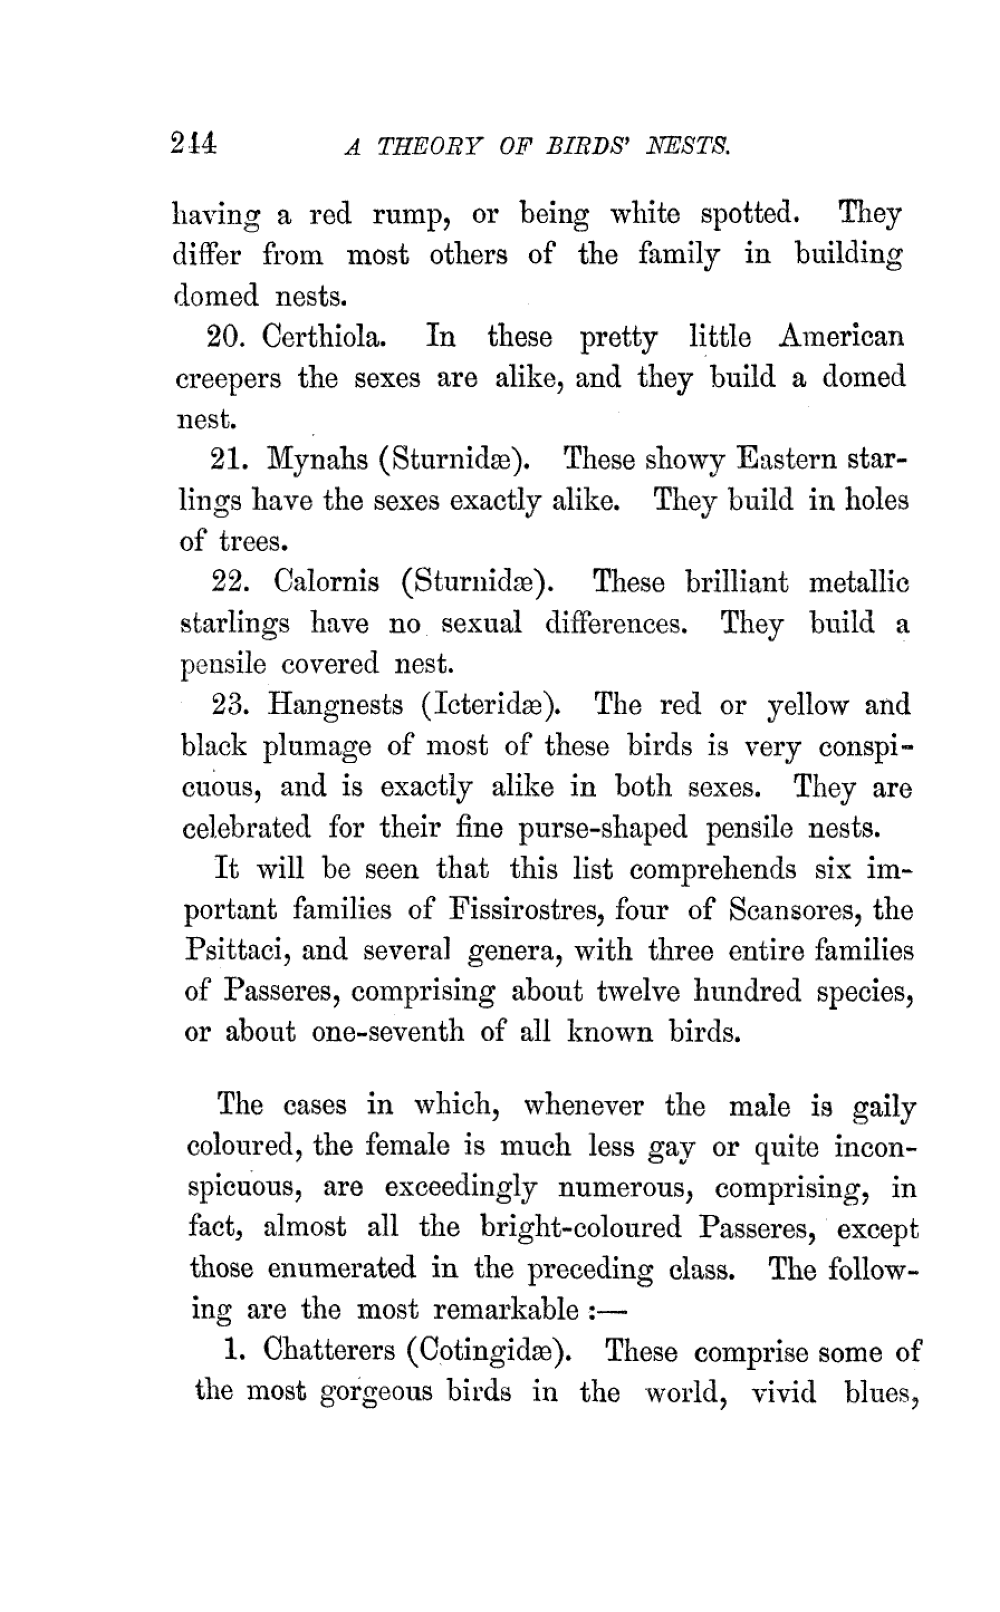 244 A THEORY OF BIRDS' NESTS.
having a red rump, or being white spotted. They
differ from most others of the family in building
domed nests.
20. Certhiola. In these pretty little American
creepers the sexes are alike, and they build a domed
nest.
21. Mynahs (Sturnidæ). These showy Eastern star-
lings have the sexes exactly alike. They build in holes
of trees.
22. Calornis (Sturnidæ). These brilliant metallic
starlings have no sexual differences. They build a
pensile covered nest.
23. Hangnests (Icteridæ). The red or yellow and
black plumage of most of these birds is very conspi-
cuous, and is exactly alike in both sexes. They are
celebrated for their fine purse-shaped pensile nests.
It will be seen that this list comprehends six im-
portant families of Fissirostres, four of Scansores, the
Psittaci, and several genera, with three entire families
of Passeres, comprising about twelve hundred species,
or about one-seventh of all known birds.
The cases in which, whenever the male is gaily
coloured, the female is much less gay or quite incon-
spicuous, are exceedingly numerous, comprising, in
fact, almost all the bright-coloured Passeres, except
those enumerated in the preceding class. The follow-
ing are the most remarkable :—
1. Chatterers (Cotingidæ). These comprise some of
the most gorgeous birds in the world, vivid blues,